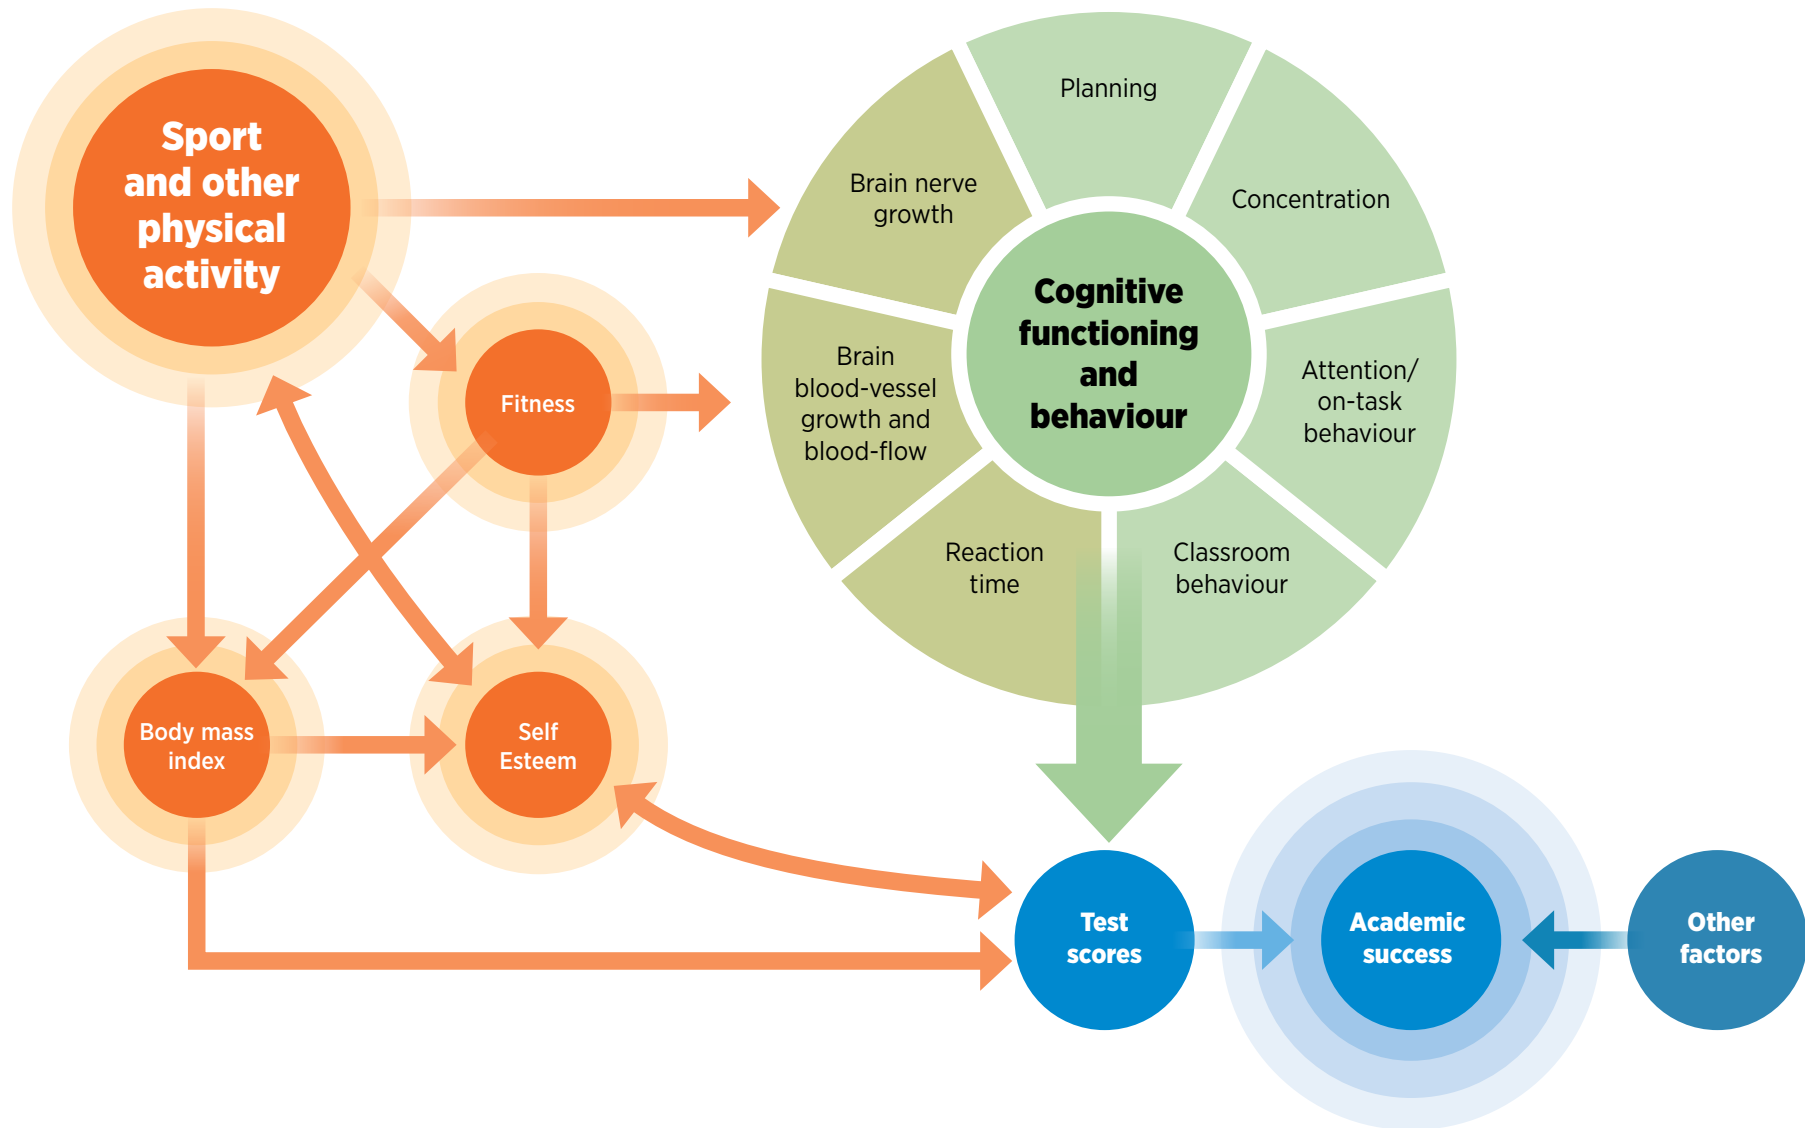 Sport
and other
physical
activity
Planning
Brain nerve
growth
Concentration
Cognitive
functioning
and
behaviour
Brain
blood-vessel
growth and
blood-flow
Attention/
on-task
behaviour
Fitness
Reaction
time
Classroom
behaviour
Body mass
index
Self
Esteem
Test
scores
Academic
success
Other
factors